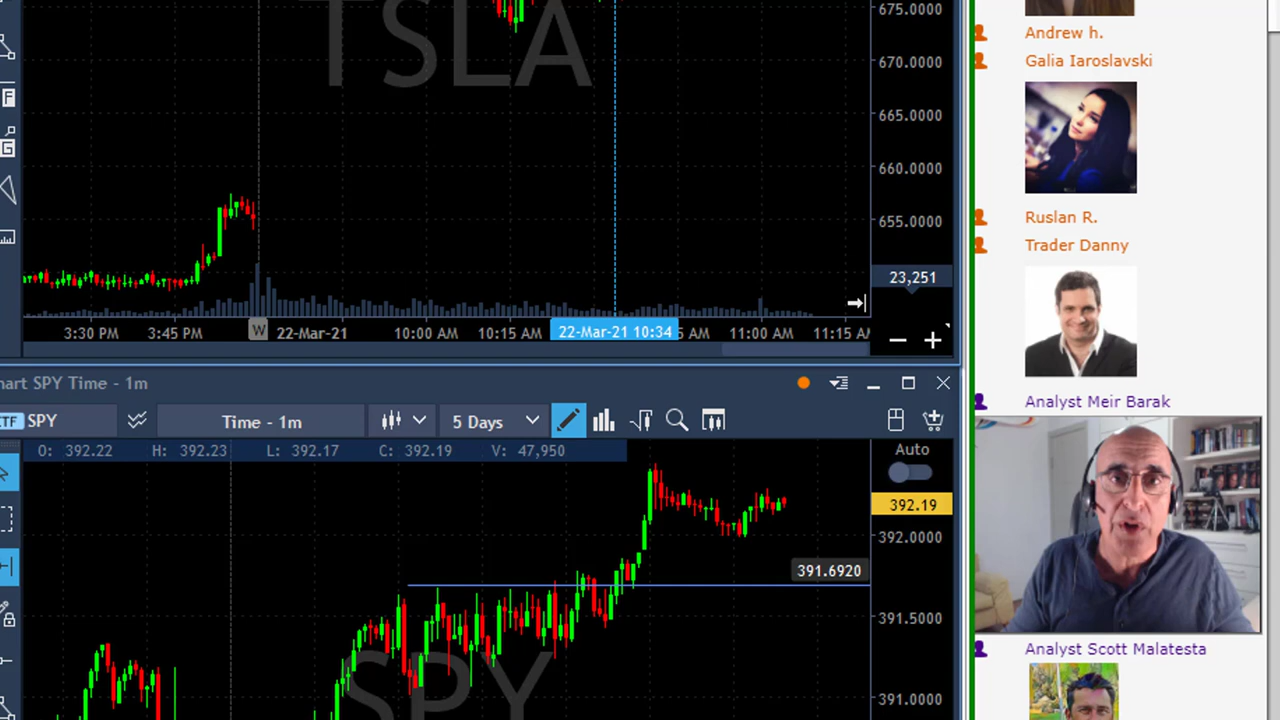 TSLA
675.0000
670.0000
665.0000
660.0000
655.0000
23,251
3:30 PM 3:45 PM W 22-Mar-21 10:00 AM 10:15 AM 22-Mar-21 10:34 5 AM 11:00 AM 11:15 A
F
G
hart SPY Time - 1m
ETF SPY Time - 1m 5 Days
O: 392.22 H: 392.23 L: 392.17 C: 392.19 V: 47,950
Auto
392.19
392.0000
391.6920
391.5000
391.0000
SPY
Andrew h.
Galia Iaroslavski
Ruslan R.
Trader Danny
Analyst Meir Barak
Analyst Scott Malatesta